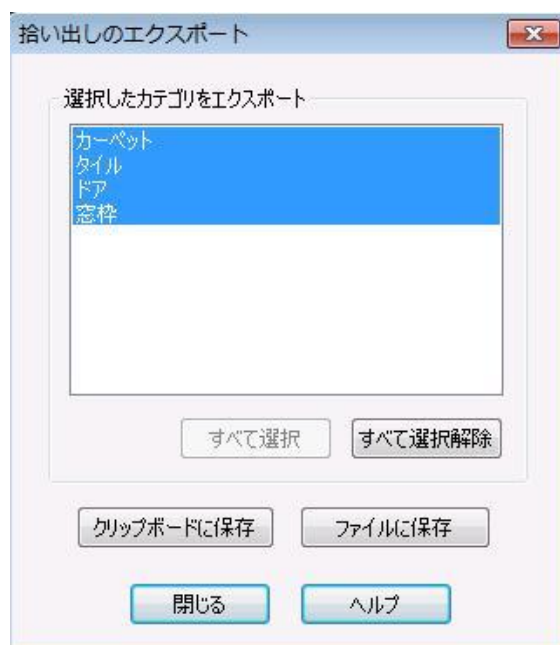 拾い出しのエクスポート
選択したカテゴリをエクスポート
カーペット
タイル
ドア
窓枠
すべて選択
すべて選択解除
クリップボードに保存
ファイルに保存
閉じる
ヘルプ